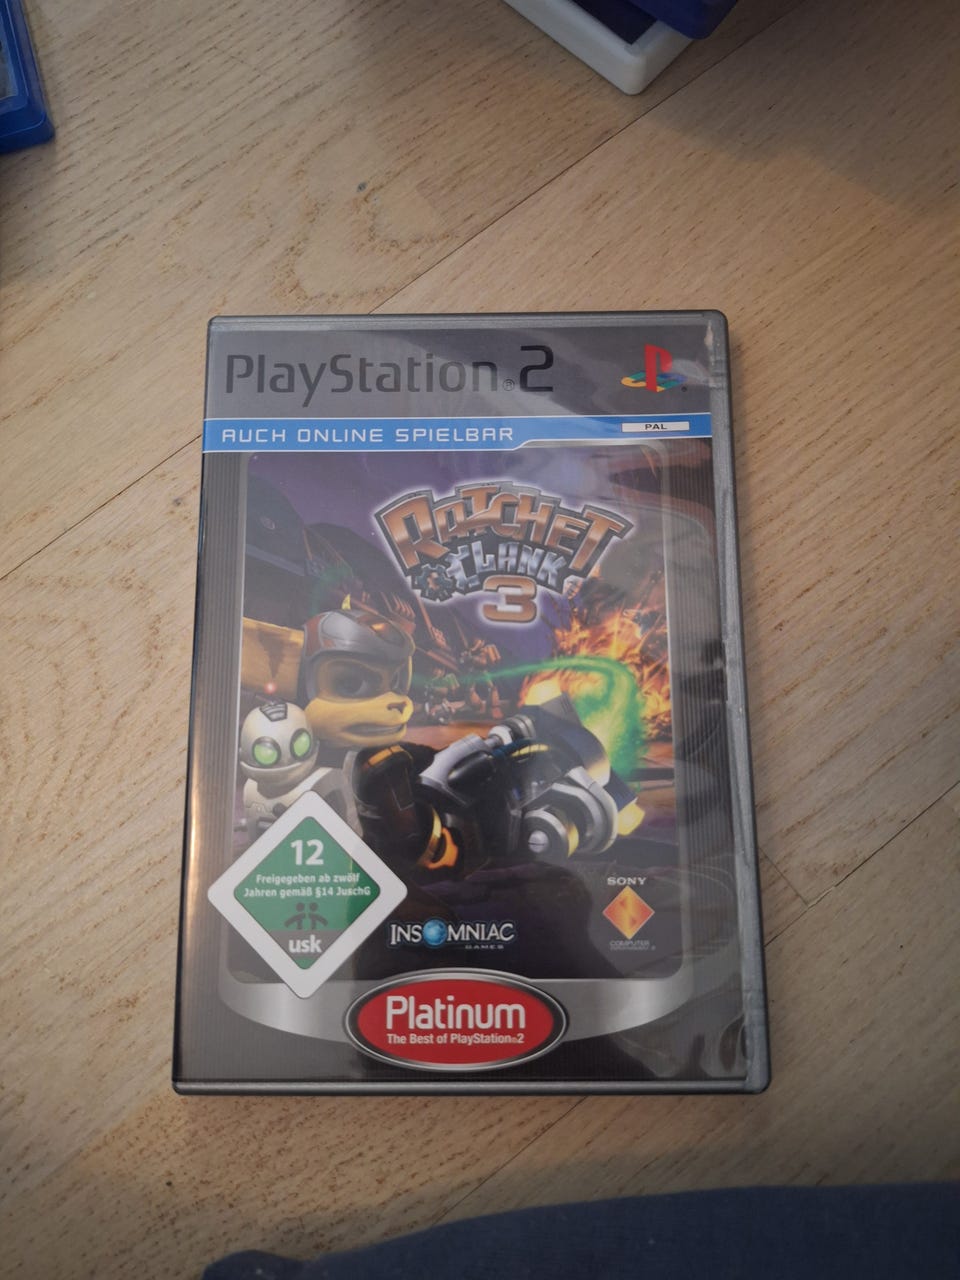 PlayStation®2
AUCH ONLINE SPIELBAR
PAL
RATCHET
CLANK
3
12
Freigegeben ab zwölf
Jahren gemäß §14 JuschG
usk
INSOMNIAC
GAMES
SONY
COMPUTER
Platinum
The Best of PlayStation®2